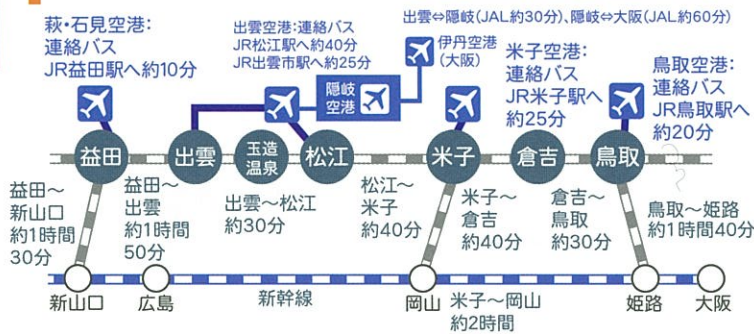 萩・石見空港:
連絡バス
JR益田駅へ約10分
出雲空港:連絡バス
JR松江駅へ約40分
JR出雲市駅へ約25分
出雲⇔隠岐(JAL約30分)、隠岐⇔大阪(JAL約60分)
伊丹空港
(大阪)
隠岐
空港
米子空港:
連絡バス
JR米子駅へ
約25分
鳥取空港:
連絡バス
JR鳥取駅へ
約20分
益田
出雲
玉造
温泉
松江
米子
倉吉
鳥取
益田~
新山口
約1時間
30分
益田~
出雲
約1時間
50分
出雲~松江
約30分
松江~
米子
約40分
米子~
倉吉
約40分
倉吉~
鳥取
約30分
鳥取~姫路
約1時間40分
新山口
広島
新幹線
岡山
米子~岡山
約2時間
姫路
大阪